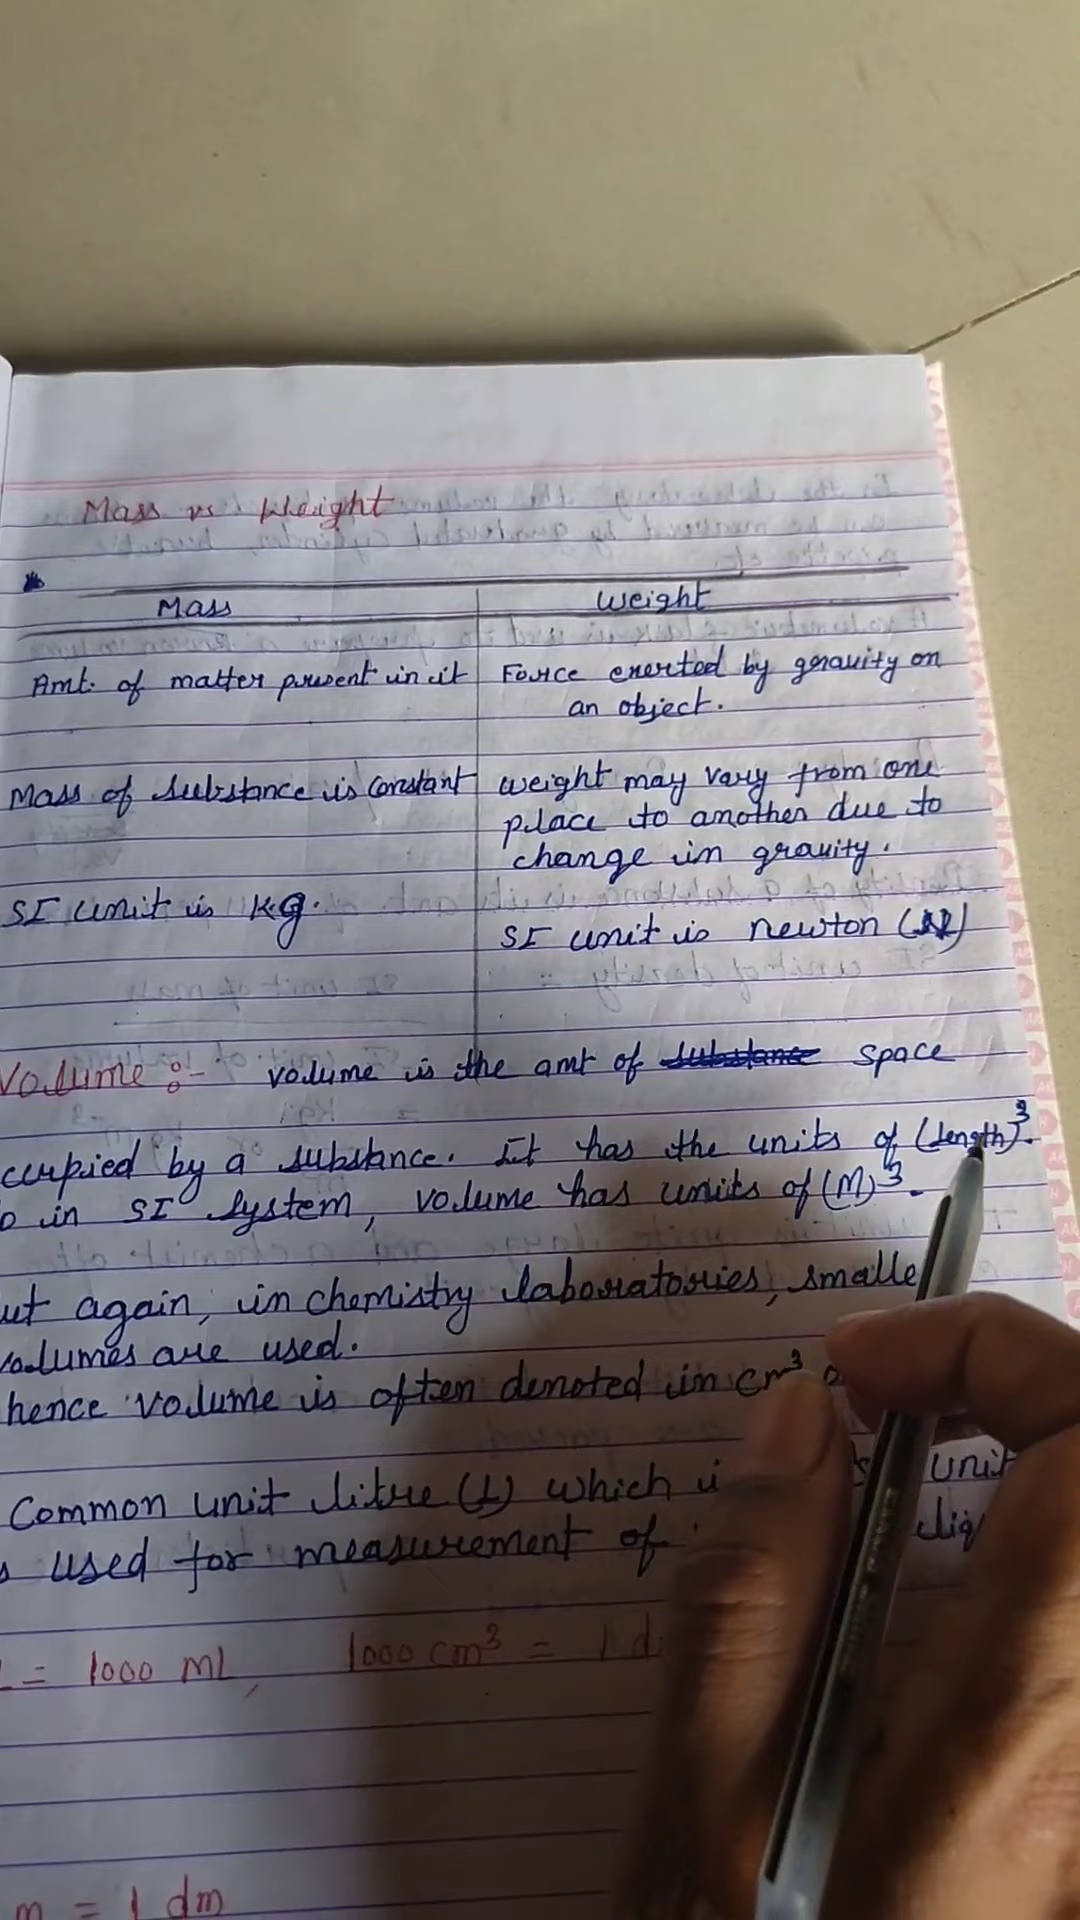 Mass vs Weight
Mass
Weight
Amt. of matter present in it
Force exerted by gravity on
an object.
Mass of substance is constant
weight may vary from one
place to another due to
change in gravity.
SI unit is kg.
SI unit is newton (N)
Volume :- volume is the amt of substance space
ccupied by a substance. It has the units of (length)³.
o in SI system, volume has units of (M)³.
ut again, in chemistry laboratories, smalle
volumes are used.
hence volume is often denoted in cm³
Common unit litre (L) which i unit
s used for measurement of liq
L = 1000 mL, 1000 cm³ = 1 d
m = 1 dm